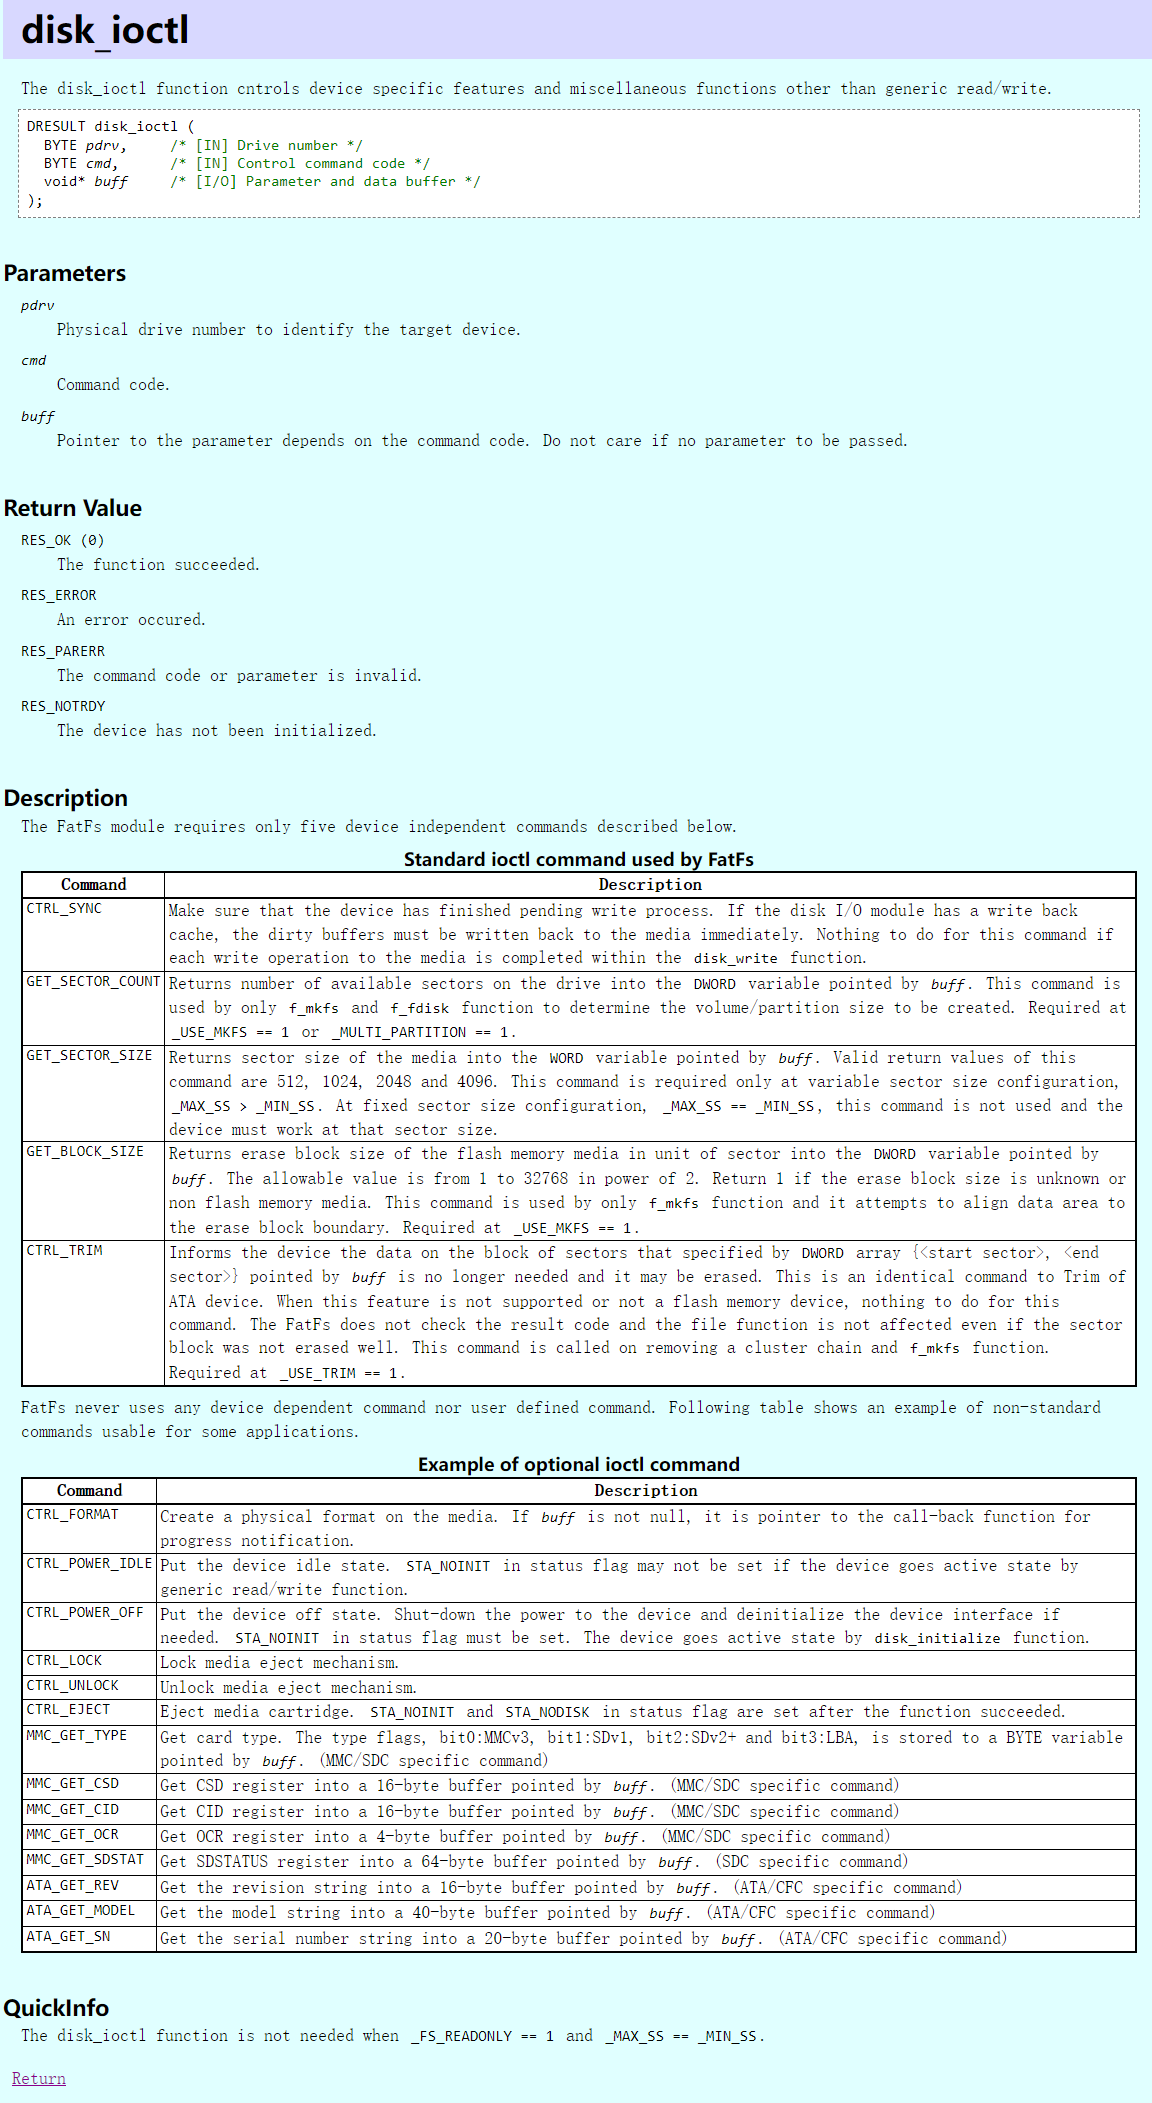 disk_ioctl
The disk_ioctl function cntrols device specific features and miscellaneous functions other than generic read/write.
DRESULT disk_ioctl (
  BYTE pdrv,     /* [IN] Drive number */
  BYTE cmd,      /* [IN] Control command code */
  void* buff     /* [I/O] Parameter and data buffer */
);
Parameters
pdrv
Physical drive number to identify the target device.
cmd
Command code.
buff
Pointer to the parameter depends on the command code. Do not care if no parameter to be passed.
Return Value
RES_OK (0)
The function succeeded.
RES_ERROR
An error occured.
RES_PARERR
The command code or parameter is invalid.
RES_NOTRDY
The device has not been initialized.
Description
The FatFs module requires only five device independent commands described below.
Standard ioctl command used by FatFs
Command Description
CTRL_SYNC Make sure that the device has finished pending write process. If the disk I/O module has a write back
cache, the dirty buffers must be written back to the media immediately. Nothing to do for this command if
each write operation to the media is completed within the disk_write function.
GET_SECTOR_COUNT Returns number of available sectors on the drive into the DWORD variable pointed by buff. This command is
used by only f_mkfs and f_fdisk function to determine the volume/partition size to be created. Required at
_USE_MKFS == 1 or _MULTI_PARTITION == 1.
GET_SECTOR_SIZE Returns sector size of the media into the WORD variable pointed by buff. Valid return values of this
command are 512, 1024, 2048 and 4096. This command is required only at variable sector size configuration,
_MAX_SS > _MIN_SS. At fixed sector size configuration, _MAX_SS == _MIN_SS, this command is not used and the
device must work at that sector size.
GET_BLOCK_SIZE Returns erase block size of the flash memory media in unit of sector into the DWORD variable pointed by
buff. The allowable value is from 1 to 32768 in power of 2. Return 1 if the erase block size is unknown or
non flash memory media. This command is used by only f_mkfs function and it attempts to align data area to
the erase block boundary. Required at _USE_MKFS == 1.
CTRL_TRIM Informs the device the data on the block of sectors that specified by DWORD array {<start sector>, <end
sector>} pointed by buff is no longer needed and it may be erased. This is an identical command to Trim of
ATA device. When this feature is not supported or not a flash memory device, nothing to do for this
command. The FatFs does not check the result code and the file function is not affected even if the sector
block was not erased well. This command is called on removing a cluster chain and f_mkfs function.
Required at _USE_TRIM == 1.
FatFs never uses any device dependent command nor user defined command. Following table shows an example of non-standard
commands usable for some applications.
Example of optional ioctl command
Command Description
CTRL_FORMAT Create a physical format on the media. If buff is not null, it is pointer to the call-back function for
progress notification.
CTRL_POWER_IDLE Put the device idle state. STA_NOINIT in status flag may not be set if the device goes active state by
generic read/write function.
CTRL_POWER_OFF Put the device off state. Shut-down the power to the device and deinitialize the device interface if
needed. STA_NOINIT in status flag must be set. The device goes active state by disk_initialize function.
CTRL_LOCK Lock media eject mechanism.
CTRL_UNLOCK Unlock media eject mechanism.
CTRL_EJECT Eject media cartridge. STA_NOINIT and STA_NODISK in status flag are set after the function succeeded.
MMC_GET_TYPE Get card type. The type flags, bit0:MMCv3, bit1:SDv1, bit2:SDv2+ and bit3:LBA, is stored to a BYTE variable
pointed by buff. (MMC/SDC specific command)
MMC_GET_CSD Get CSD register into a 16-byte buffer pointed by buff. (MMC/SDC specific command)
MMC_GET_CID Get CID register into a 16-byte buffer pointed by buff. (MMC/SDC specific command)
MMC_GET_OCR Get OCR register into a 4-byte buffer pointed by buff. (MMC/SDC specific command)
MMC_GET_SDSTAT Get SDSTATUS register into a 64-byte buffer pointed by buff. (SDC specific command)
ATA_GET_REV Get the revision string into a 16-byte buffer pointed by buff. (ATA/CFC specific command)
ATA_GET_MODEL Get the model string into a 40-byte buffer pointed by buff. (ATA/CFC specific command)
ATA_GET_SN Get the serial number string into a 20-byte buffer pointed by buff. (ATA/CFC specific command)
QuickInfo
The disk_ioctl function is not needed when _FS_READONLY == 1 and _MAX_SS == _MIN_SS.
Return